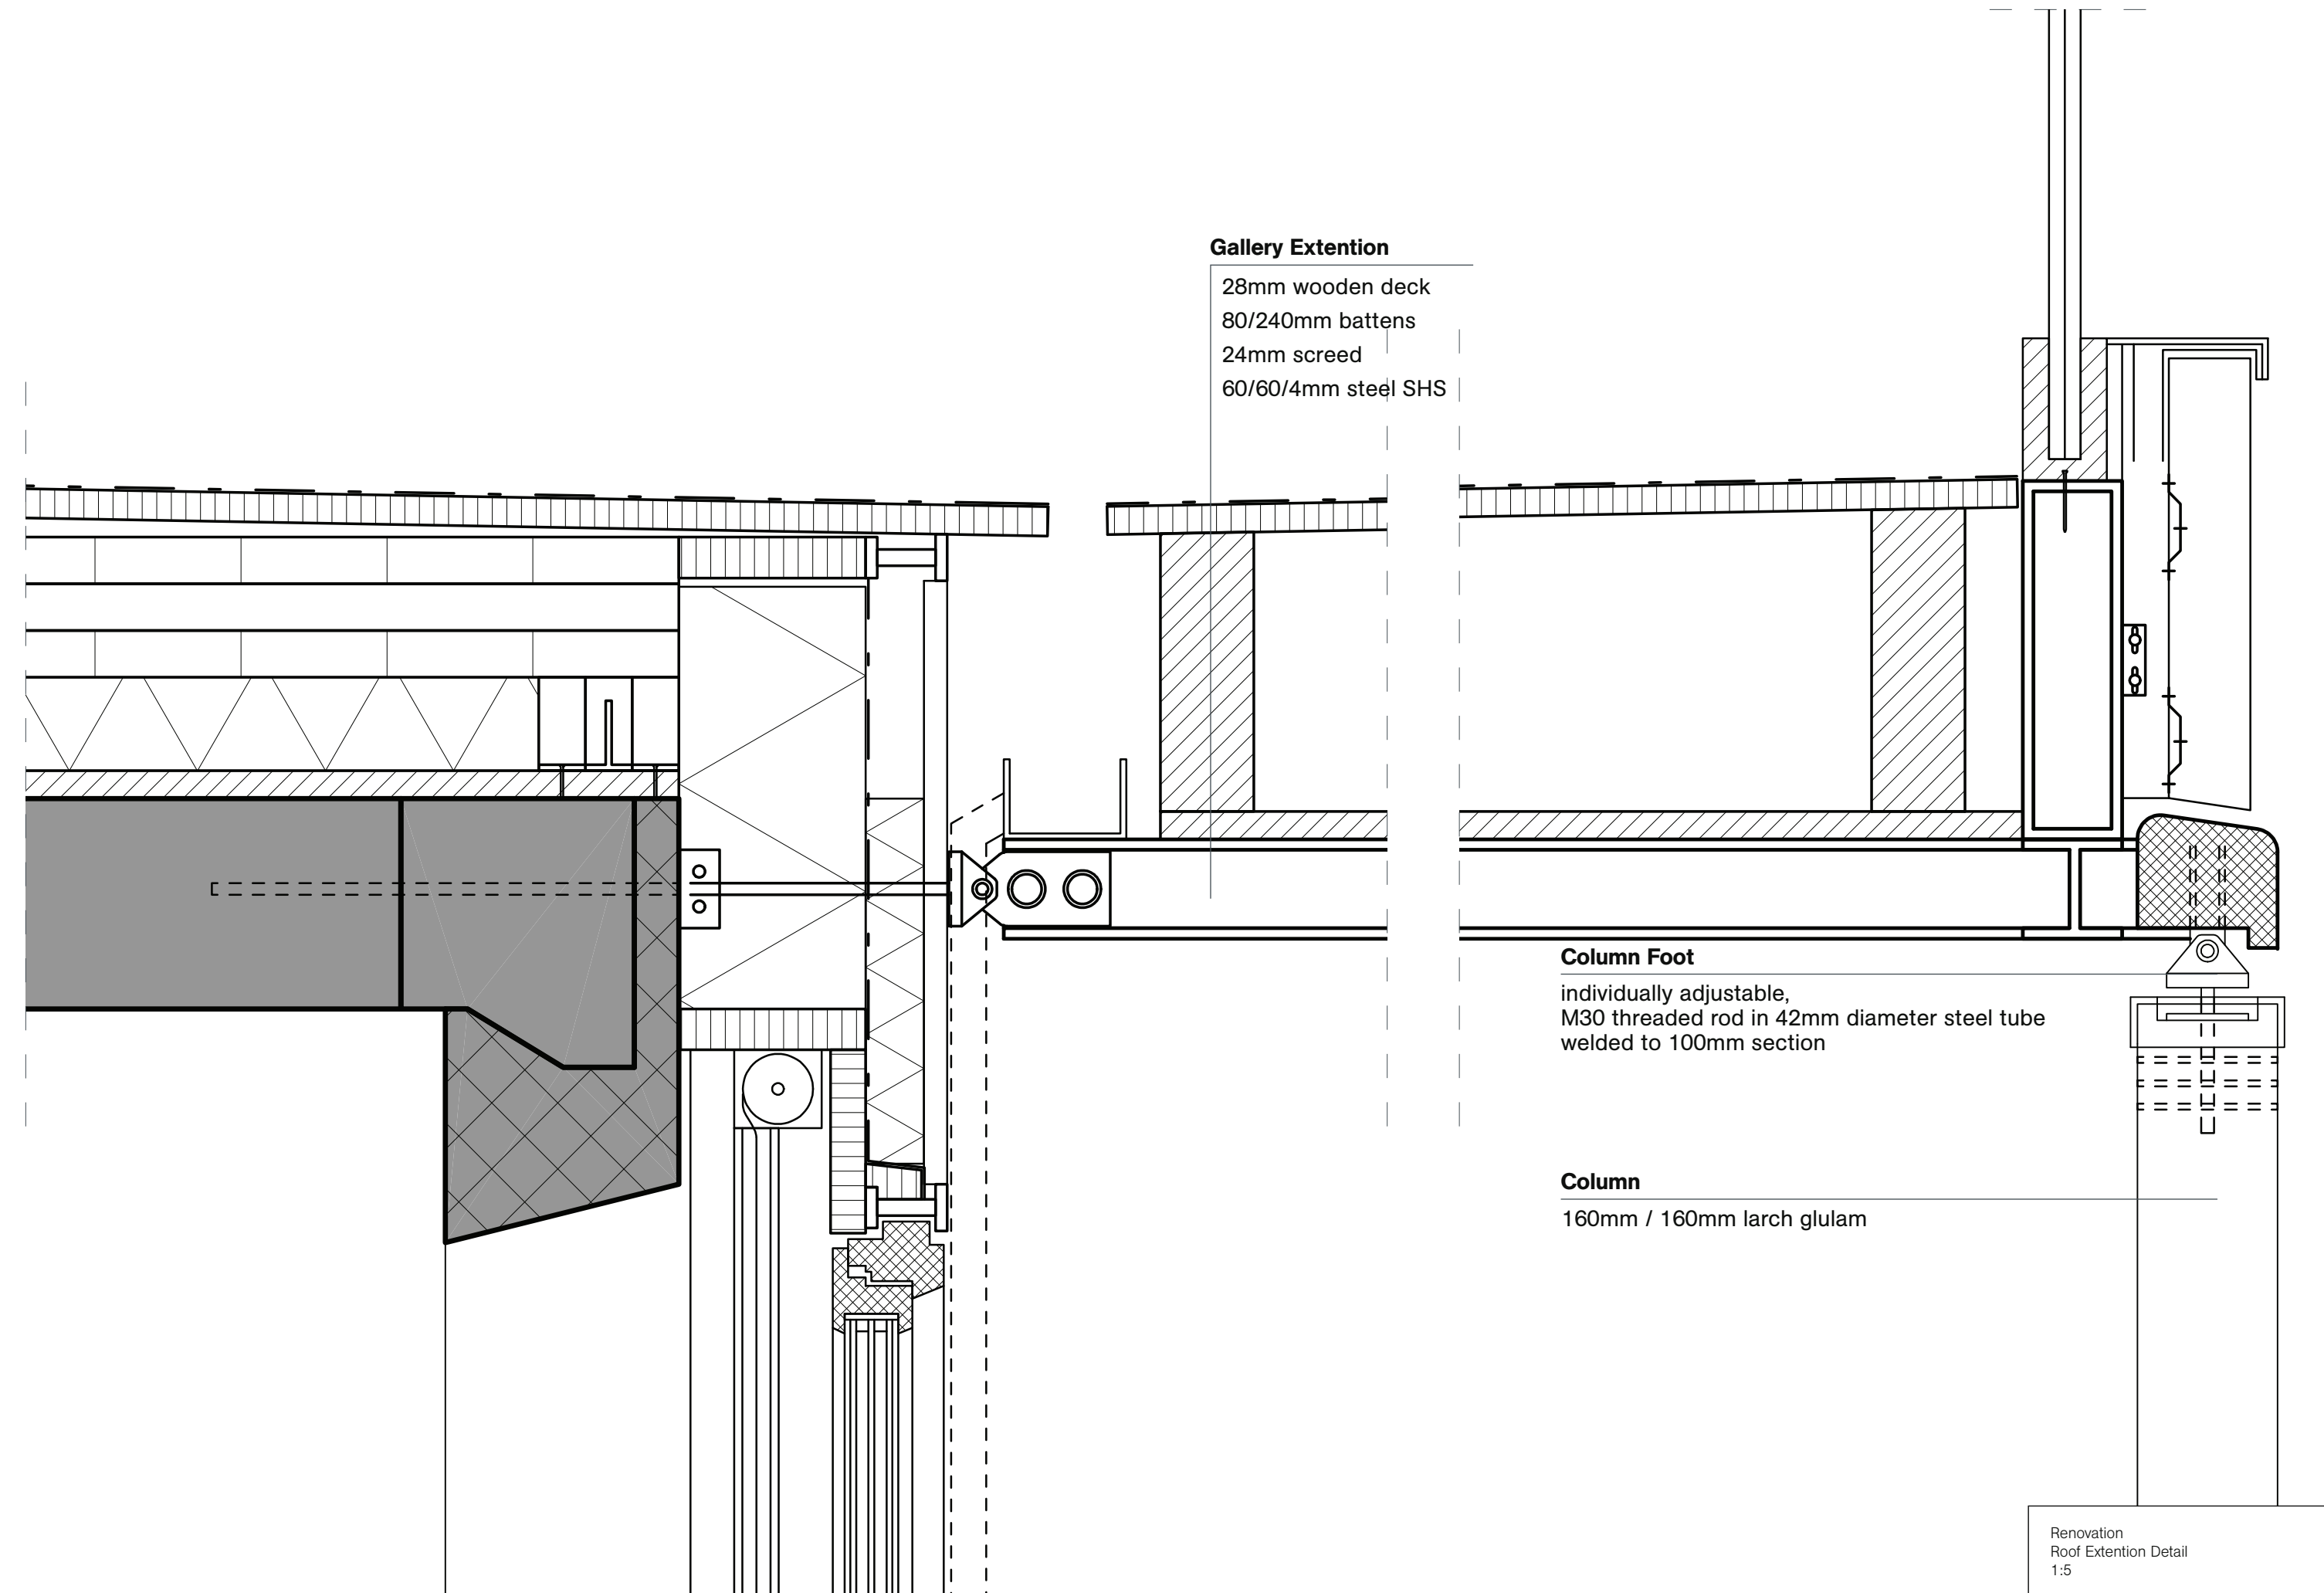 Gallery Extention
28mm wooden deck
80/240mm battens
24mm screed
60/60/4mm steel SHS
Column Foot
individually adjustable,
M30 threaded rod in 42mm diameter steel tube
welded to 100mm section
Column
160mm / 160mm larch glulam
Renovation
Roof Extention Detail
1:5